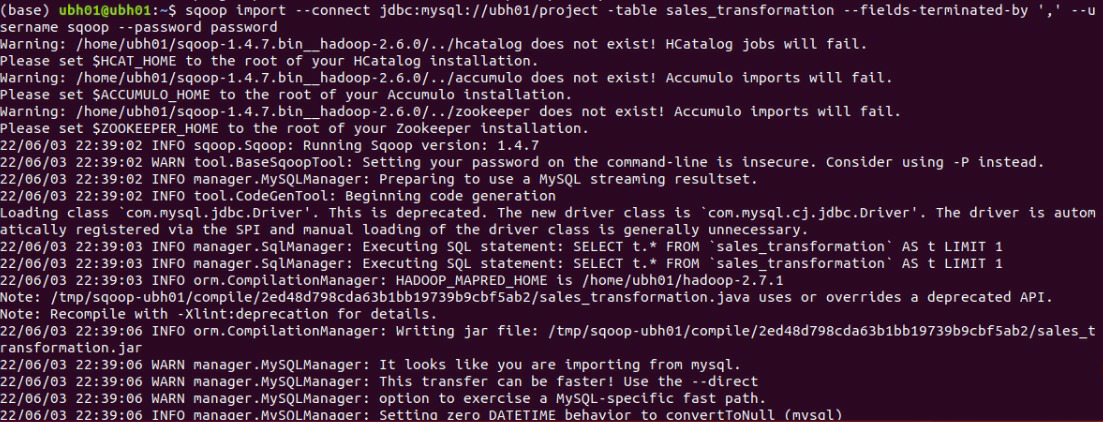 (base) ubh01@ubh01:~$ sqoop import --connect jdbc:mysql://ubh01/project -table sales_transformation --fields-terminated-by ',' --u
sername sqoop --password password
Warning: /home/ubh01/sqoop-1.4.7.bin__hadoop-2.6.0/../hcatalog does not exist! HCatalog jobs will fail.
Please set $HCAT_HOME to the root of your HCatalog installation.
Warning: /home/ubh01/sqoop-1.4.7.bin__hadoop-2.6.0/../accumulo does not exist! Accumulo imports will fail.
Please set $ACCUMULO_HOME to the root of your Accumulo installation.
Warning: /home/ubh01/sqoop-1.4.7.bin__hadoop-2.6.0/../zookeeper does not exist! Accumulo imports will fail.
Please set $ZOOKEEPER_HOME to the root of your Zookeeper installation.
22/06/03 22:39:02 INFO sqoop.Sqoop: Running Sqoop version: 1.4.7
22/06/03 22:39:02 WARN tool.BaseSqoopTool: Setting your password on the command-line is insecure. Consider using -P instead.
22/06/03 22:39:02 INFO manager.MySQLManager: Preparing to use a MySQL streaming resultset.
22/06/03 22:39:02 INFO tool.CodeGenTool: Beginning code generation
Loading class `com.mysql.jdbc.Driver'. This is deprecated. The new driver class is `com.mysql.cj.jdbc.Driver'. The driver is autom
atically registered via the SPI and manual loading of the driver class is generally unnecessary.
22/06/03 22:39:03 INFO manager.SqlManager: Executing SQL statement: SELECT t.* FROM `sales_transformation` AS t LIMIT 1
22/06/03 22:39:03 INFO manager.SqlManager: Executing SQL statement: SELECT t.* FROM `sales_transformation` AS t LIMIT 1
22/06/03 22:39:03 INFO orm.CompilationManager: HADOOP_MAPRED_HOME is /home/ubh01/hadoop-2.7.1
Note: /tmp/sqoop-ubh01/compile/2ed48d798cda63b1bb19739b9cbf5ab2/sales_transformation.java uses or overrides a deprecated API.
Note: Recompile with -Xlint:deprecation for details.
22/06/03 22:39:06 INFO orm.CompilationManager: Writing jar file: /tmp/sqoop-ubh01/compile/2ed48d798cda63b1bb19739b9cbf5ab2/sales_t
ransformation.jar
22/06/03 22:39:06 WARN manager.MySQLManager: It looks like you are importing from mysql.
22/06/03 22:39:06 WARN manager.MySQLManager: This transfer can be faster! Use the --direct
22/06/03 22:39:06 WARN manager.MySQLManager: option to exercise a MySQL-specific fast path.
22/06/03 22:39:06 INFO manager.MySQLManager: Setting zero DATETIME behavior to convertToNull (mysql)